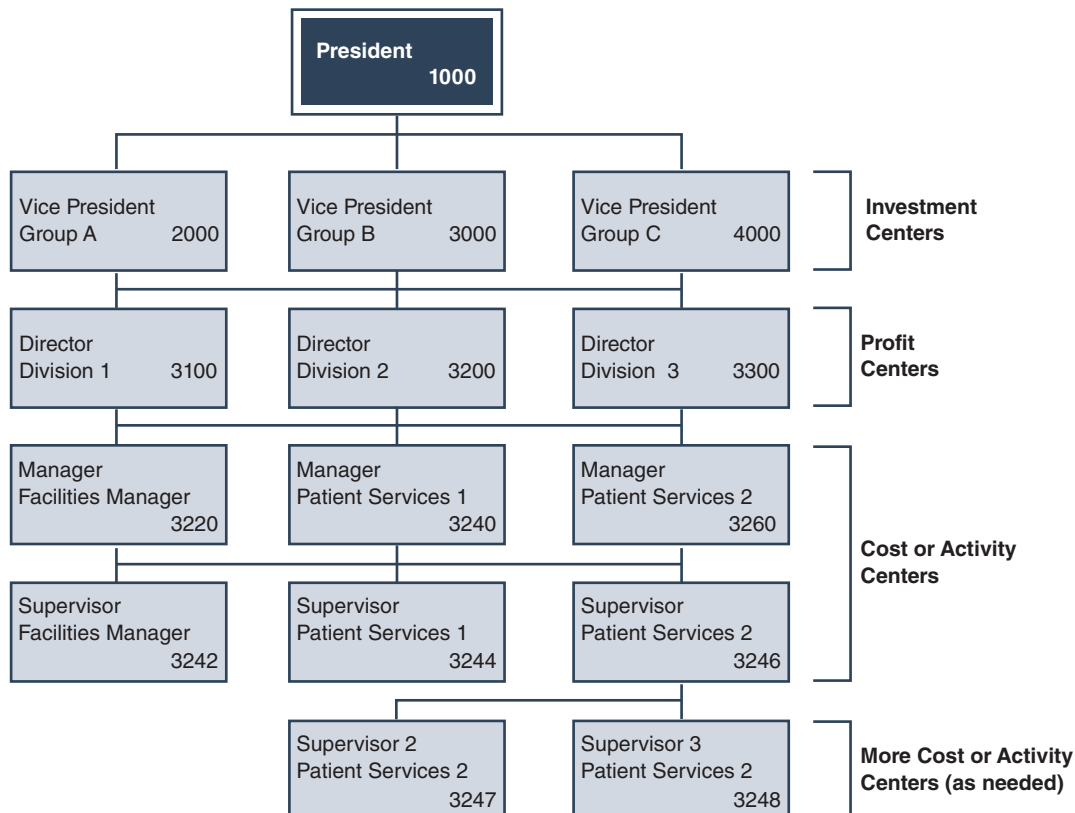 President
1000
Vice President
Group A 2000
Vice President
Group B 3000
Vice President
Group C 4000
Investment
Centers
Director
Division 1 3100
Director
Division 2 3200
Director
Division 3 3300
Profit
Centers
Manager
Facilities Manager
3220
Manager
Patient Services 1
3240
Manager
Patient Services 2
3260
Cost or Activity
Centers
Supervisor
Facilities Manager
3242
Supervisor
Patient Services 1
3244
Supervisor
Patient Services 2
3246
Supervisor 2
Patient Services 2
3247
Supervisor 3
Patient Services 2
3248
More Cost or Activity
Centers (as needed)